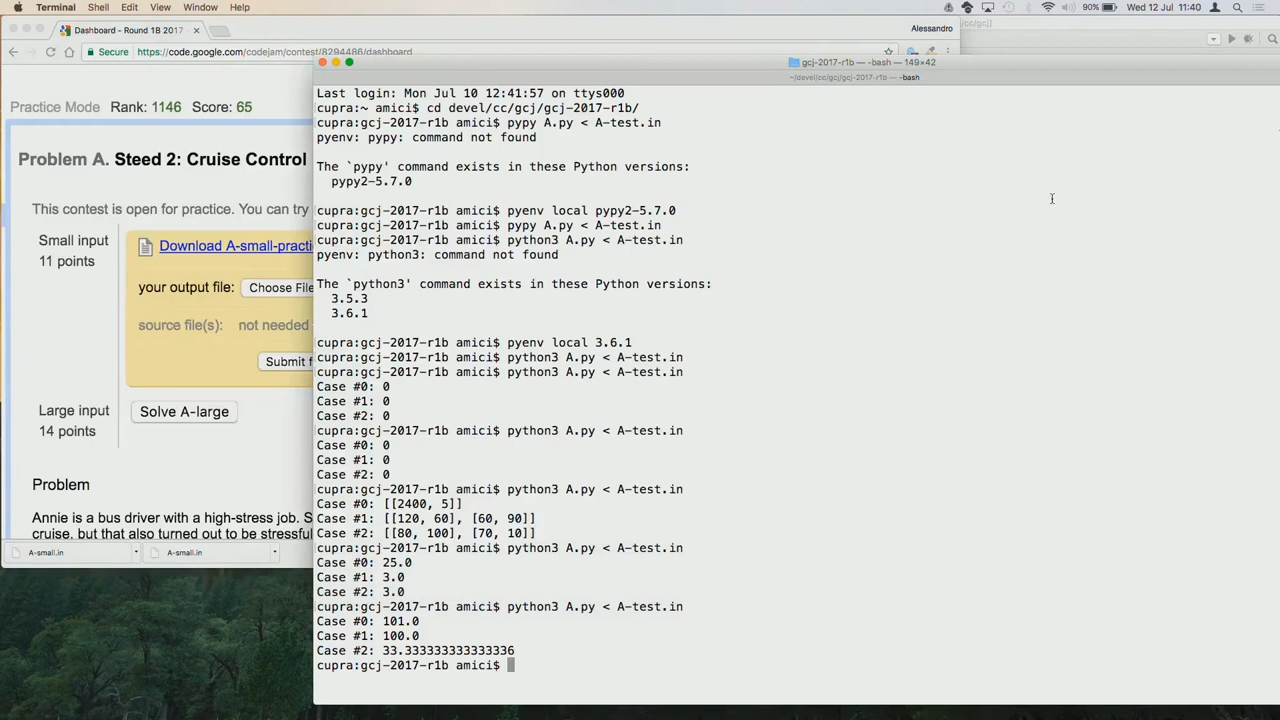 Terminal Shell Edit View Window Help
90% Wed 12 Jul 11:40
Dashboard - Round 1B 2017
Alessandro
Secure https://code.google.com/codejam/contest/8294486/dashboard
Practice Mode Rank: 1146 Score: 65
Problem A. Steed 2: Cruise Control
This contest is open for practice. You can try
Small input
11 points
Download A-small-practi
your output file: Choose File
source file(s): not needed
Submit f
Large input
14 points
Solve A-large
Problem
Annie is a bus driver with a high-stress job. S
cruise, but that also turned out to be stressful
A-small.in
A-small.in
gcj-2017-r1b — -bash — 149×42
~/devel/cc/gcj/gcj-2017-r1b — -bash
Last login: Mon Jul 10 12:41:57 on ttys000
cupra:~ amici$ cd devel/cc/gcj/gcj-2017-r1b/
cupra:gcj-2017-r1b amici$ pypy A.py < A-test.in
pyenv: pypy: command not found
The `pypy' command exists in these Python versions:
pypy2-5.7.0
cupra:gcj-2017-r1b amici$ pyenv local pypy2-5.7.0
cupra:gcj-2017-r1b amici$ pypy A.py < A-test.in
cupra:gcj-2017-r1b amici$ python3 A.py < A-test.in
pyenv: python3: command not found
The `python3' command exists in these Python versions:
3.5.3
3.6.1
cupra:gcj-2017-r1b amici$ pyenv local 3.6.1
cupra:gcj-2017-r1b amici$ python3 A.py < A-test.in
cupra:gcj-2017-r1b amici$ python3 A.py < A-test.in
Case #0: 0
Case #1: 0
Case #2: 0
cupra:gcj-2017-r1b amici$ python3 A.py < A-test.in
Case #0: 0
Case #1: 0
Case #2: 0
cupra:gcj-2017-r1b amici$ python3 A.py < A-test.in
Case #0: [[2400, 5]]
Case #1: [[120, 60], [60, 90]]
Case #2: [[80, 100], [70, 10]]
cupra:gcj-2017-r1b amici$ python3 A.py < A-test.in
Case #0: 25.0
Case #1: 3.0
Case #2: 3.0
cupra:gcj-2017-r1b amici$ python3 A.py < A-test.in
Case #0: 101.0
Case #1: 100.0
Case #2: 33.333333333333336
cupra:gcj-2017-r1b amici$